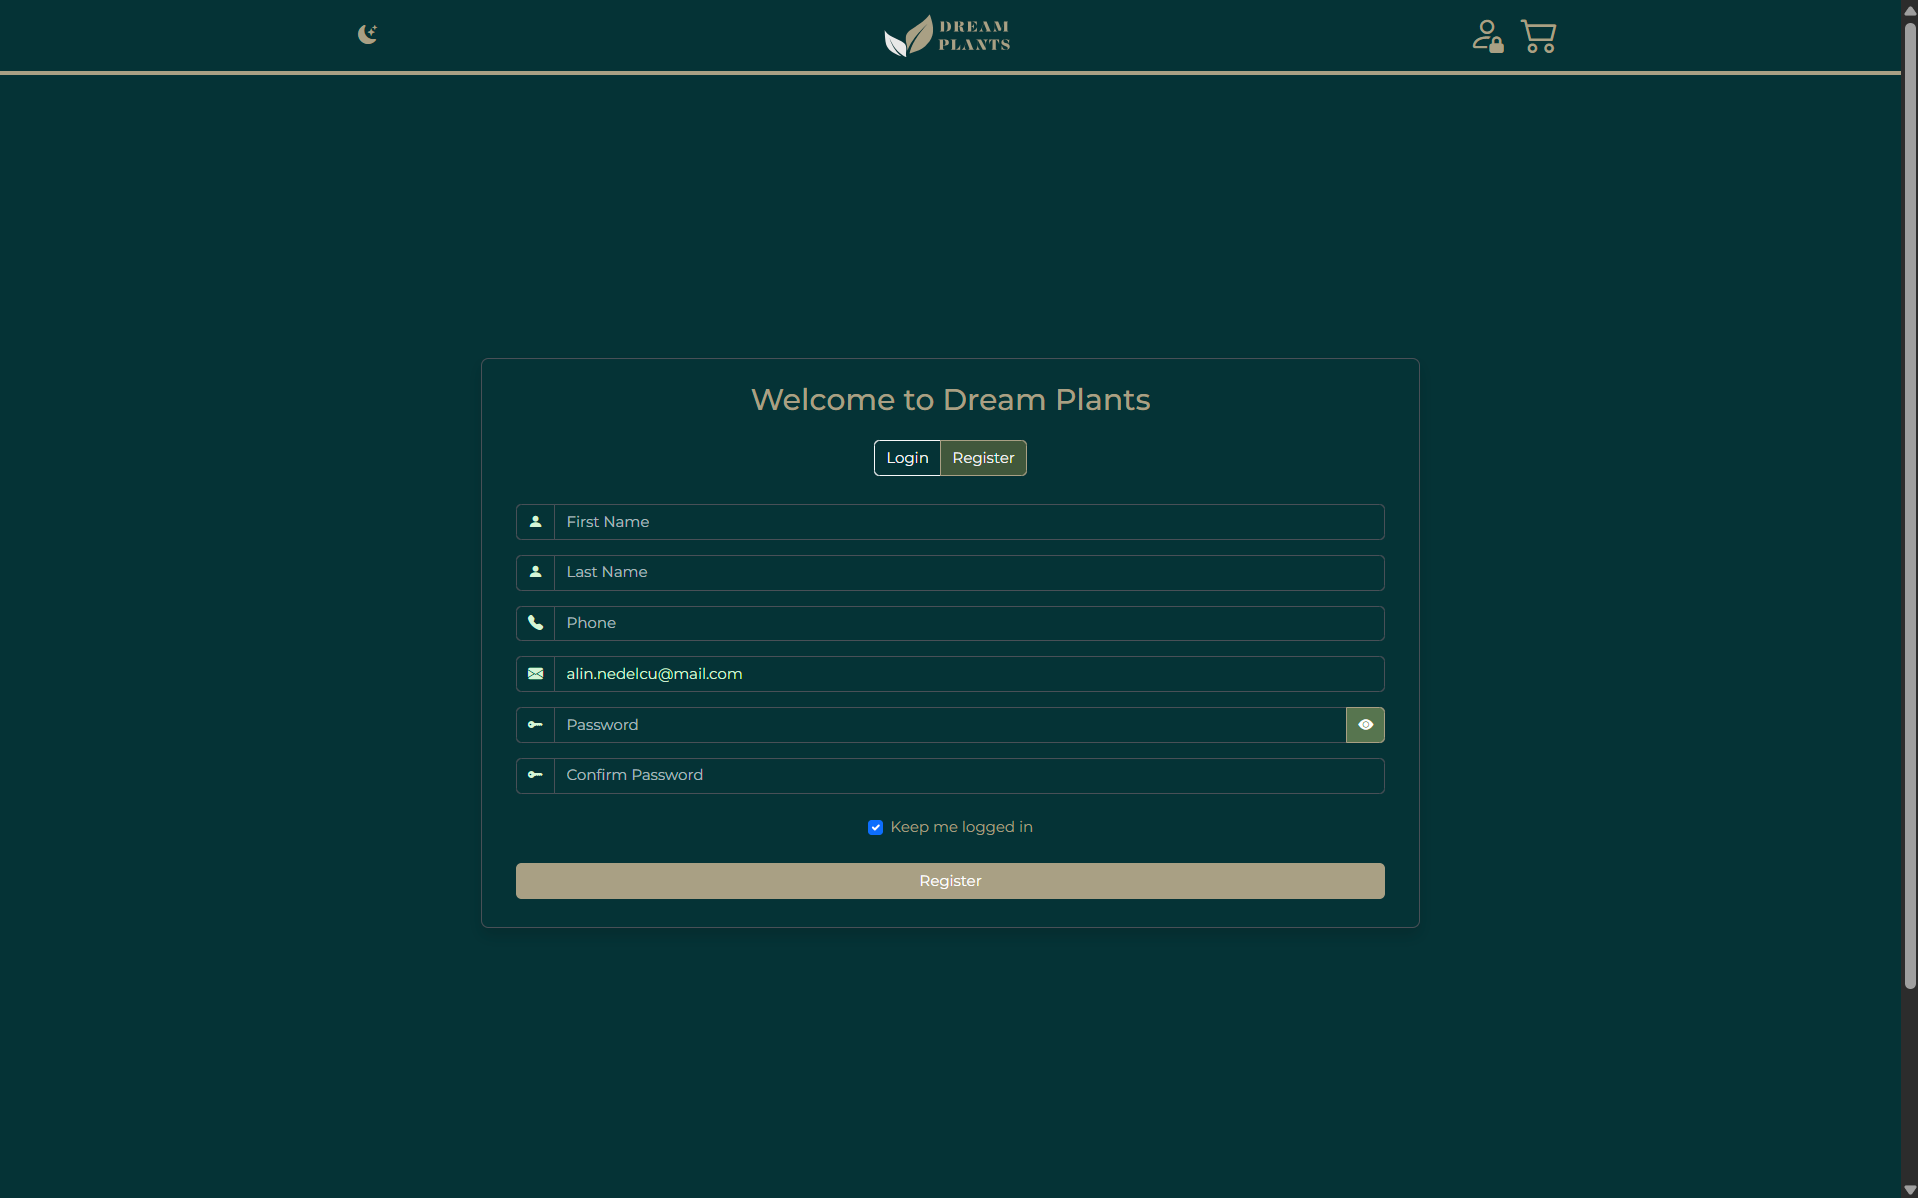 DREAM
PLANTS
Welcome to Dream Plants
Login
Register
First Name
Last Name
Phone
alin.nedelcu@mail.com
Password
Confirm Password
Keep me logged in
Register